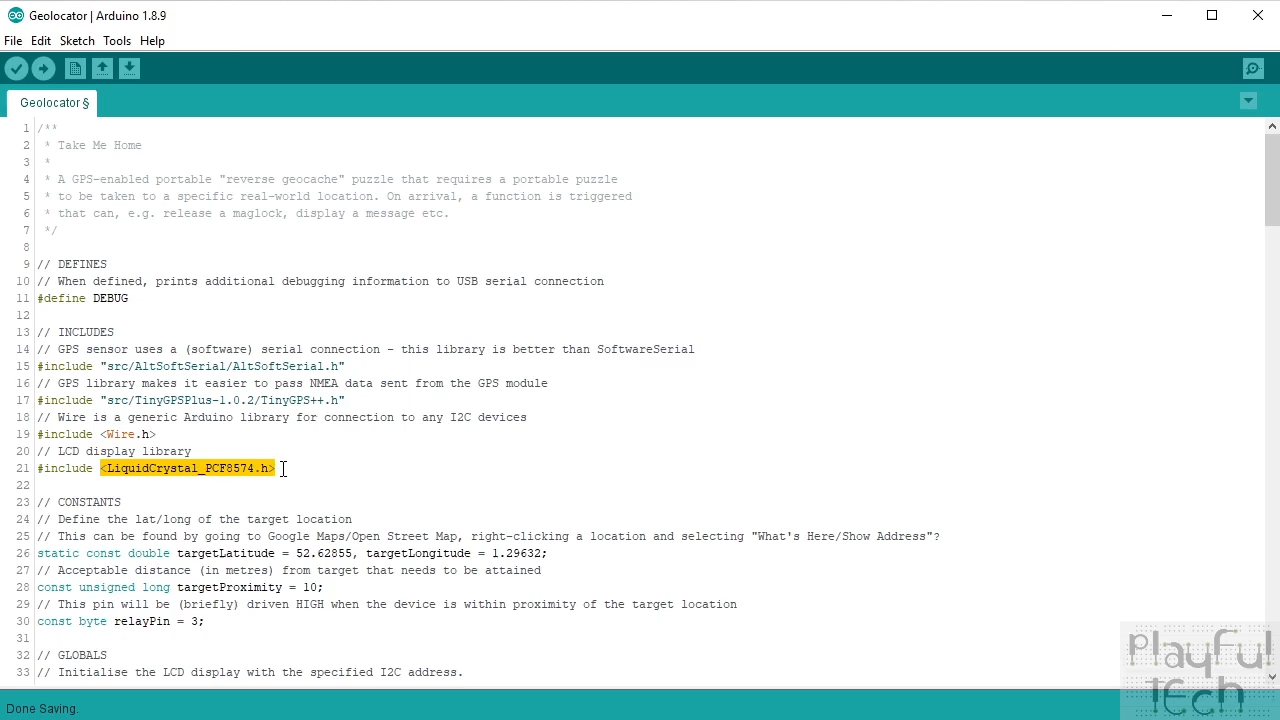 Geolocator | Arduino 1.8.9
File Edit Sketch Tools Help
Geolocator §
1 /**
2 * Take Me Home
3 *
4 * A GPS-enabled portable "reverse geocache" puzzle that requires a portable puzzle
5 * to be taken to a specific real-world location. On arrival, a function is triggered
6 * that can, e.g. release a maglock, display a message etc.
7 */
8
9 // DEFINES
10 // When defined, prints additional debugging information to USB serial connection
11 #define DEBUG
12
13 // INCLUDES
14 // GPS sensor uses a (software) serial connection - this library is better than SoftwareSerial
15 #include "src/AltSoftSerial/AltSoftSerial.h"
16 // GPS library makes it easier to pass NMEA data sent from the GPS module
17 #include "src/TinyGPSPlus-1.0.2/TinyGPS++.h"
18 // Wire is a generic Arduino library for connection to any I2C devices
19 #include <Wire.h>
20 // LCD display library
21 #include <LiquidCrystal_PCF8574.h>
22
23 // CONSTANTS
24 // Define the lat/long of the target location
25 // This can be found by going to Google Maps/Open Street Map, right-clicking a location and selecting "What's Here/Show Address"?
26 static const double targetLatitude = 52.62855, targetLongitude = 1.29632;
27 // Acceptable distance (in metres) from target that needs to be attained
28 const unsigned long targetProximity = 10;
29 // This pin will be (briefly) driven HIGH when the device is within proximity of the target location
30 const byte relayPin = 3;
31
32 // GLOBALS
33 // Initialise the LCD display with the specified I2C address.
Playful
Tech
Done Saving.